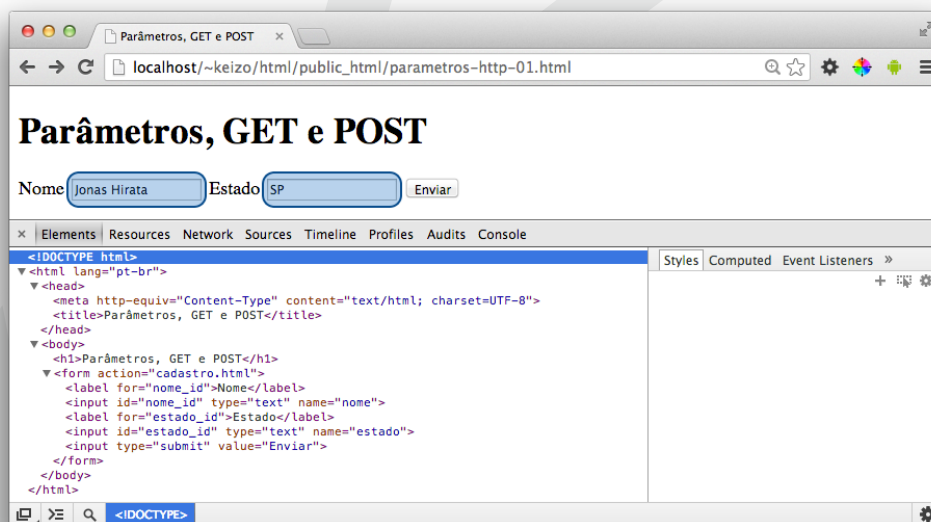 Parâmetros, GET e POST
localhost/~keizo/html/public_html/parametros-http-01.html
Parâmetros, GET e POST
Nome Jonas Hirata Estado SP Enviar
× Elements Resources Network Sources Timeline Profiles Audits Console
<!DOCTYPE html>
<html lang="pt-br">
<head>
<meta http-equiv="Content-Type" content="text/html; charset=UTF-8">
<title>Parâmetros, GET e POST</title>
</head>
<body>
<h1>Parâmetros, GET e POST</h1>
<form action="cadastro.html">
<label for="nome_id">Nome</label>
<input id="nome_id" type="text" name="nome">
<label for="estado_id">Estado</label>
<input id="estado_id" type="text" name="estado">
<input type="submit" value="Enviar">
</form>
</body>
</html>
Styles Computed Event Listeners »
<!DOCTYPE>